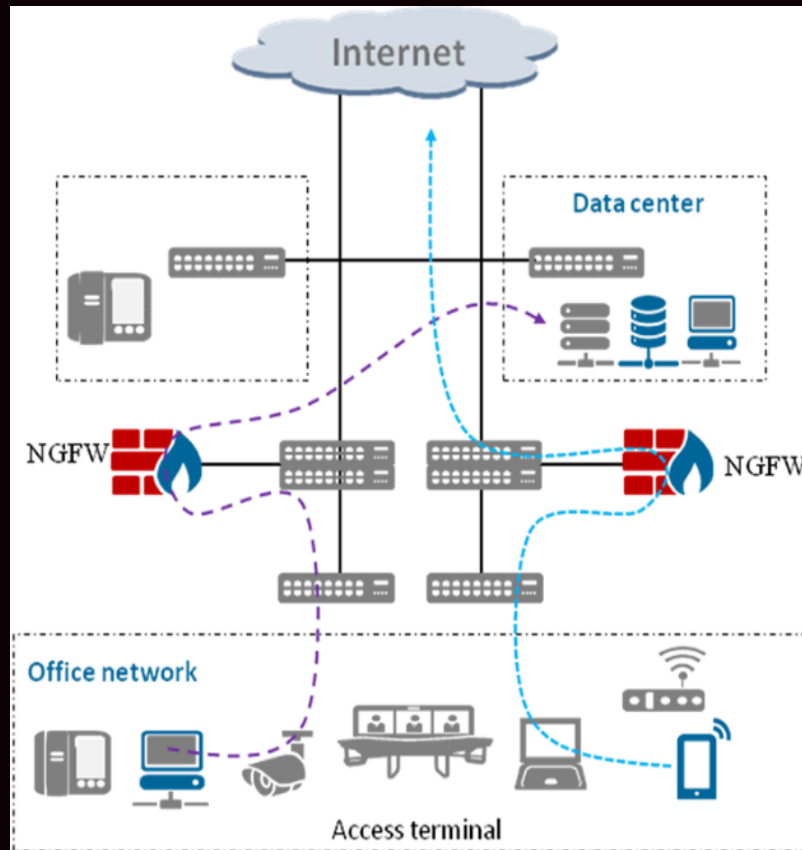 Internet
Data center
NGFW
NGFW
Office network
Access terminal